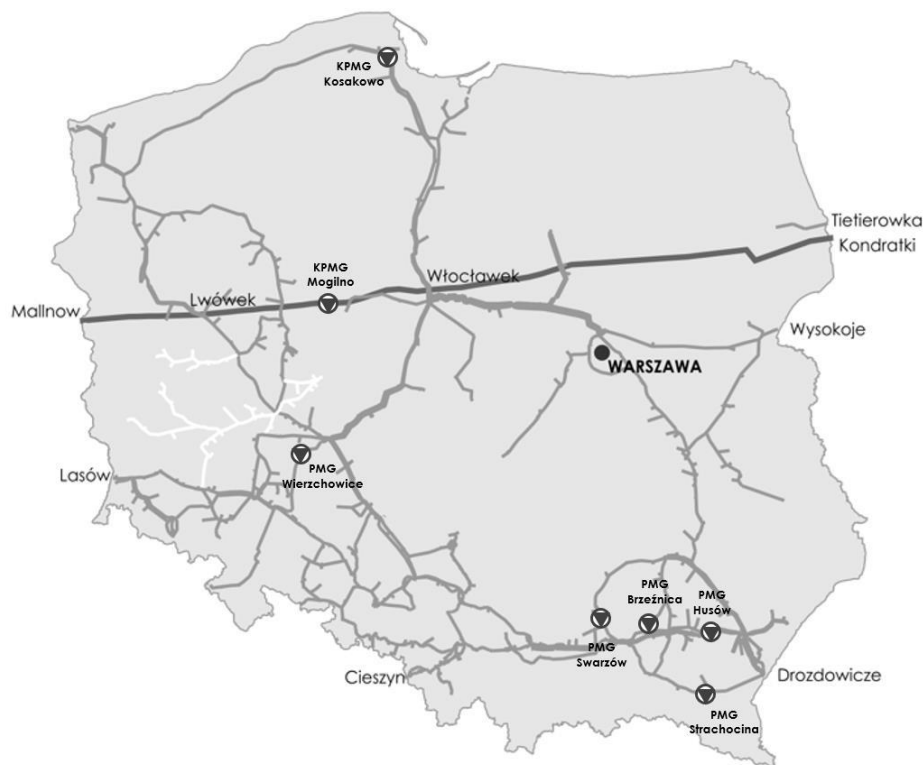 KPMG
Kosakowo
Tietierowka
Kondratki
KPMG
Mogilno
Włocławek
Lwówek
Mallnow
Wysokoje
WARSZAWA
Lasów
PMG
Wierzchowice
PMG
Brzeźnica
PMG
Husów
PMG
Swarzów
Cieszyn
Drozdowicze
PMG
Strachocina